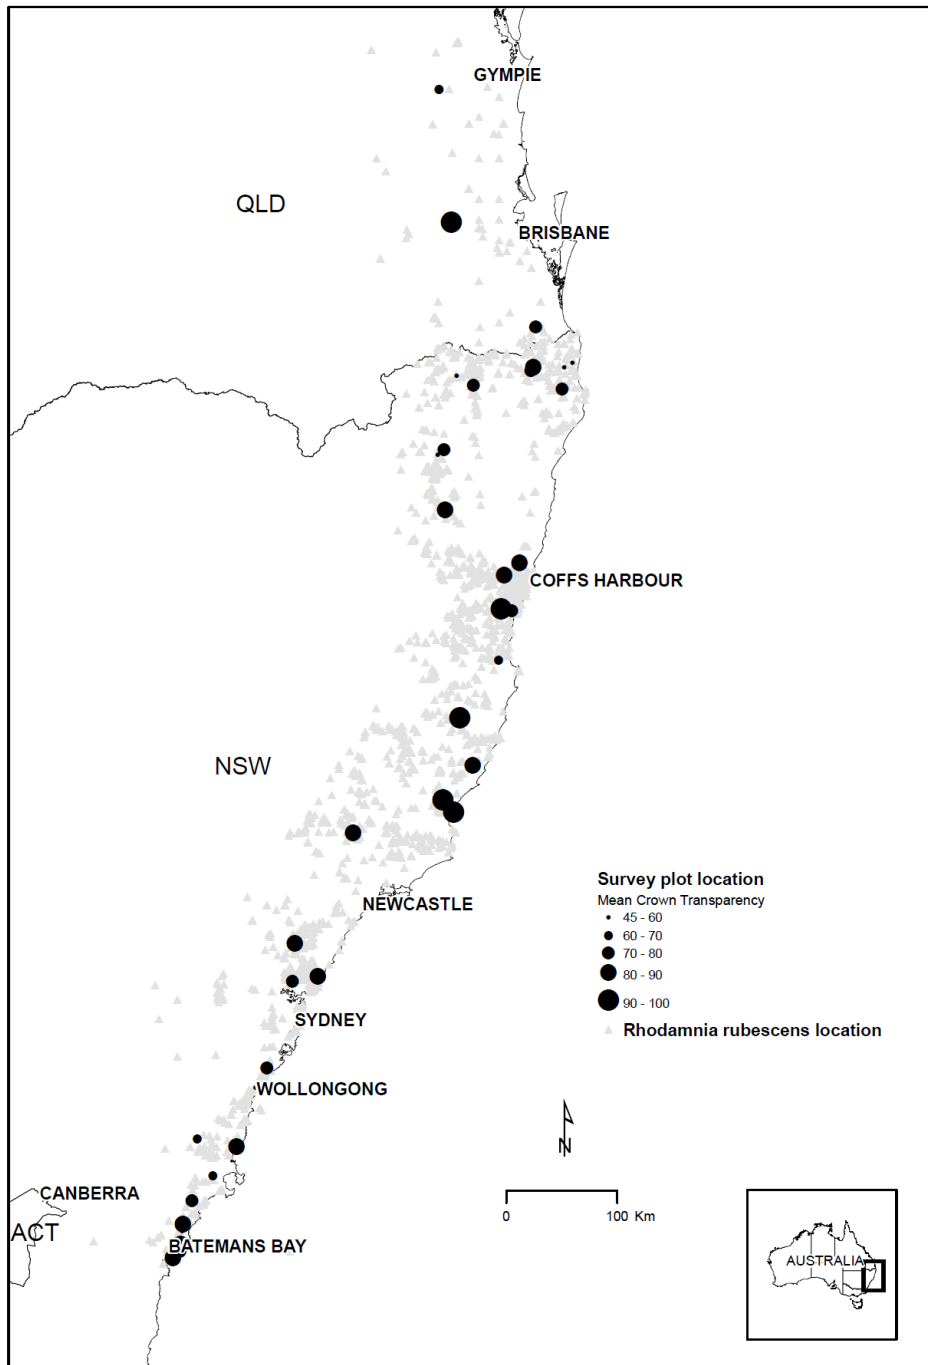 GYMPIE
QLD
BRISBANE
COFFS HARBOUR
NSW
Survey plot location
Mean Crown Transparency
45 - 60
60 - 70
70 - 80
80 - 90
90 - 100
Rhodamnia rubescens location
NEWCASTLE
SYDNEY
WOLLONGONG
N
CANBERRA
ACT
BATEMANS BAY
0 100 Km
AUSTRALIA